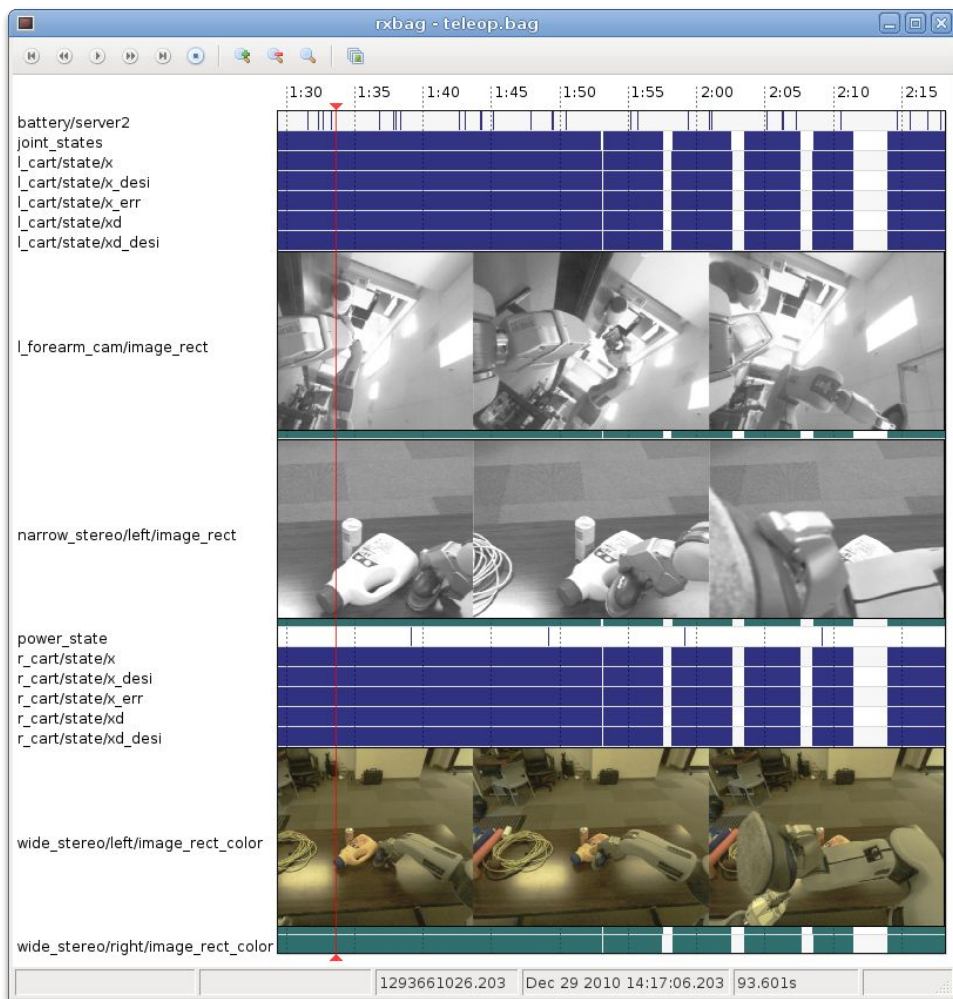 rxbag - teleop.bag
1:30 1:35 1:40 1:45 1:50 1:55 2:00 2:05 2:10 2:15
battery/server2
joint_states
l_cart/state/x
l_cart/state/x_desi
l_cart/state/x_err
l_cart/state/xd
l_cart/state/xd_desi
l_forearm_cam/image_rect
narrow_stereo/left/image_rect
power_state
r_cart/state/x
r_cart/state/x_desi
r_cart/state/x_err
r_cart/state/xd
r_cart/state/xd_desi
wide_stereo/left/image_rect_color
wide_stereo/right/image_rect_color
1293661026.203 Dec 29 2010 14:17:06.203 93.601s